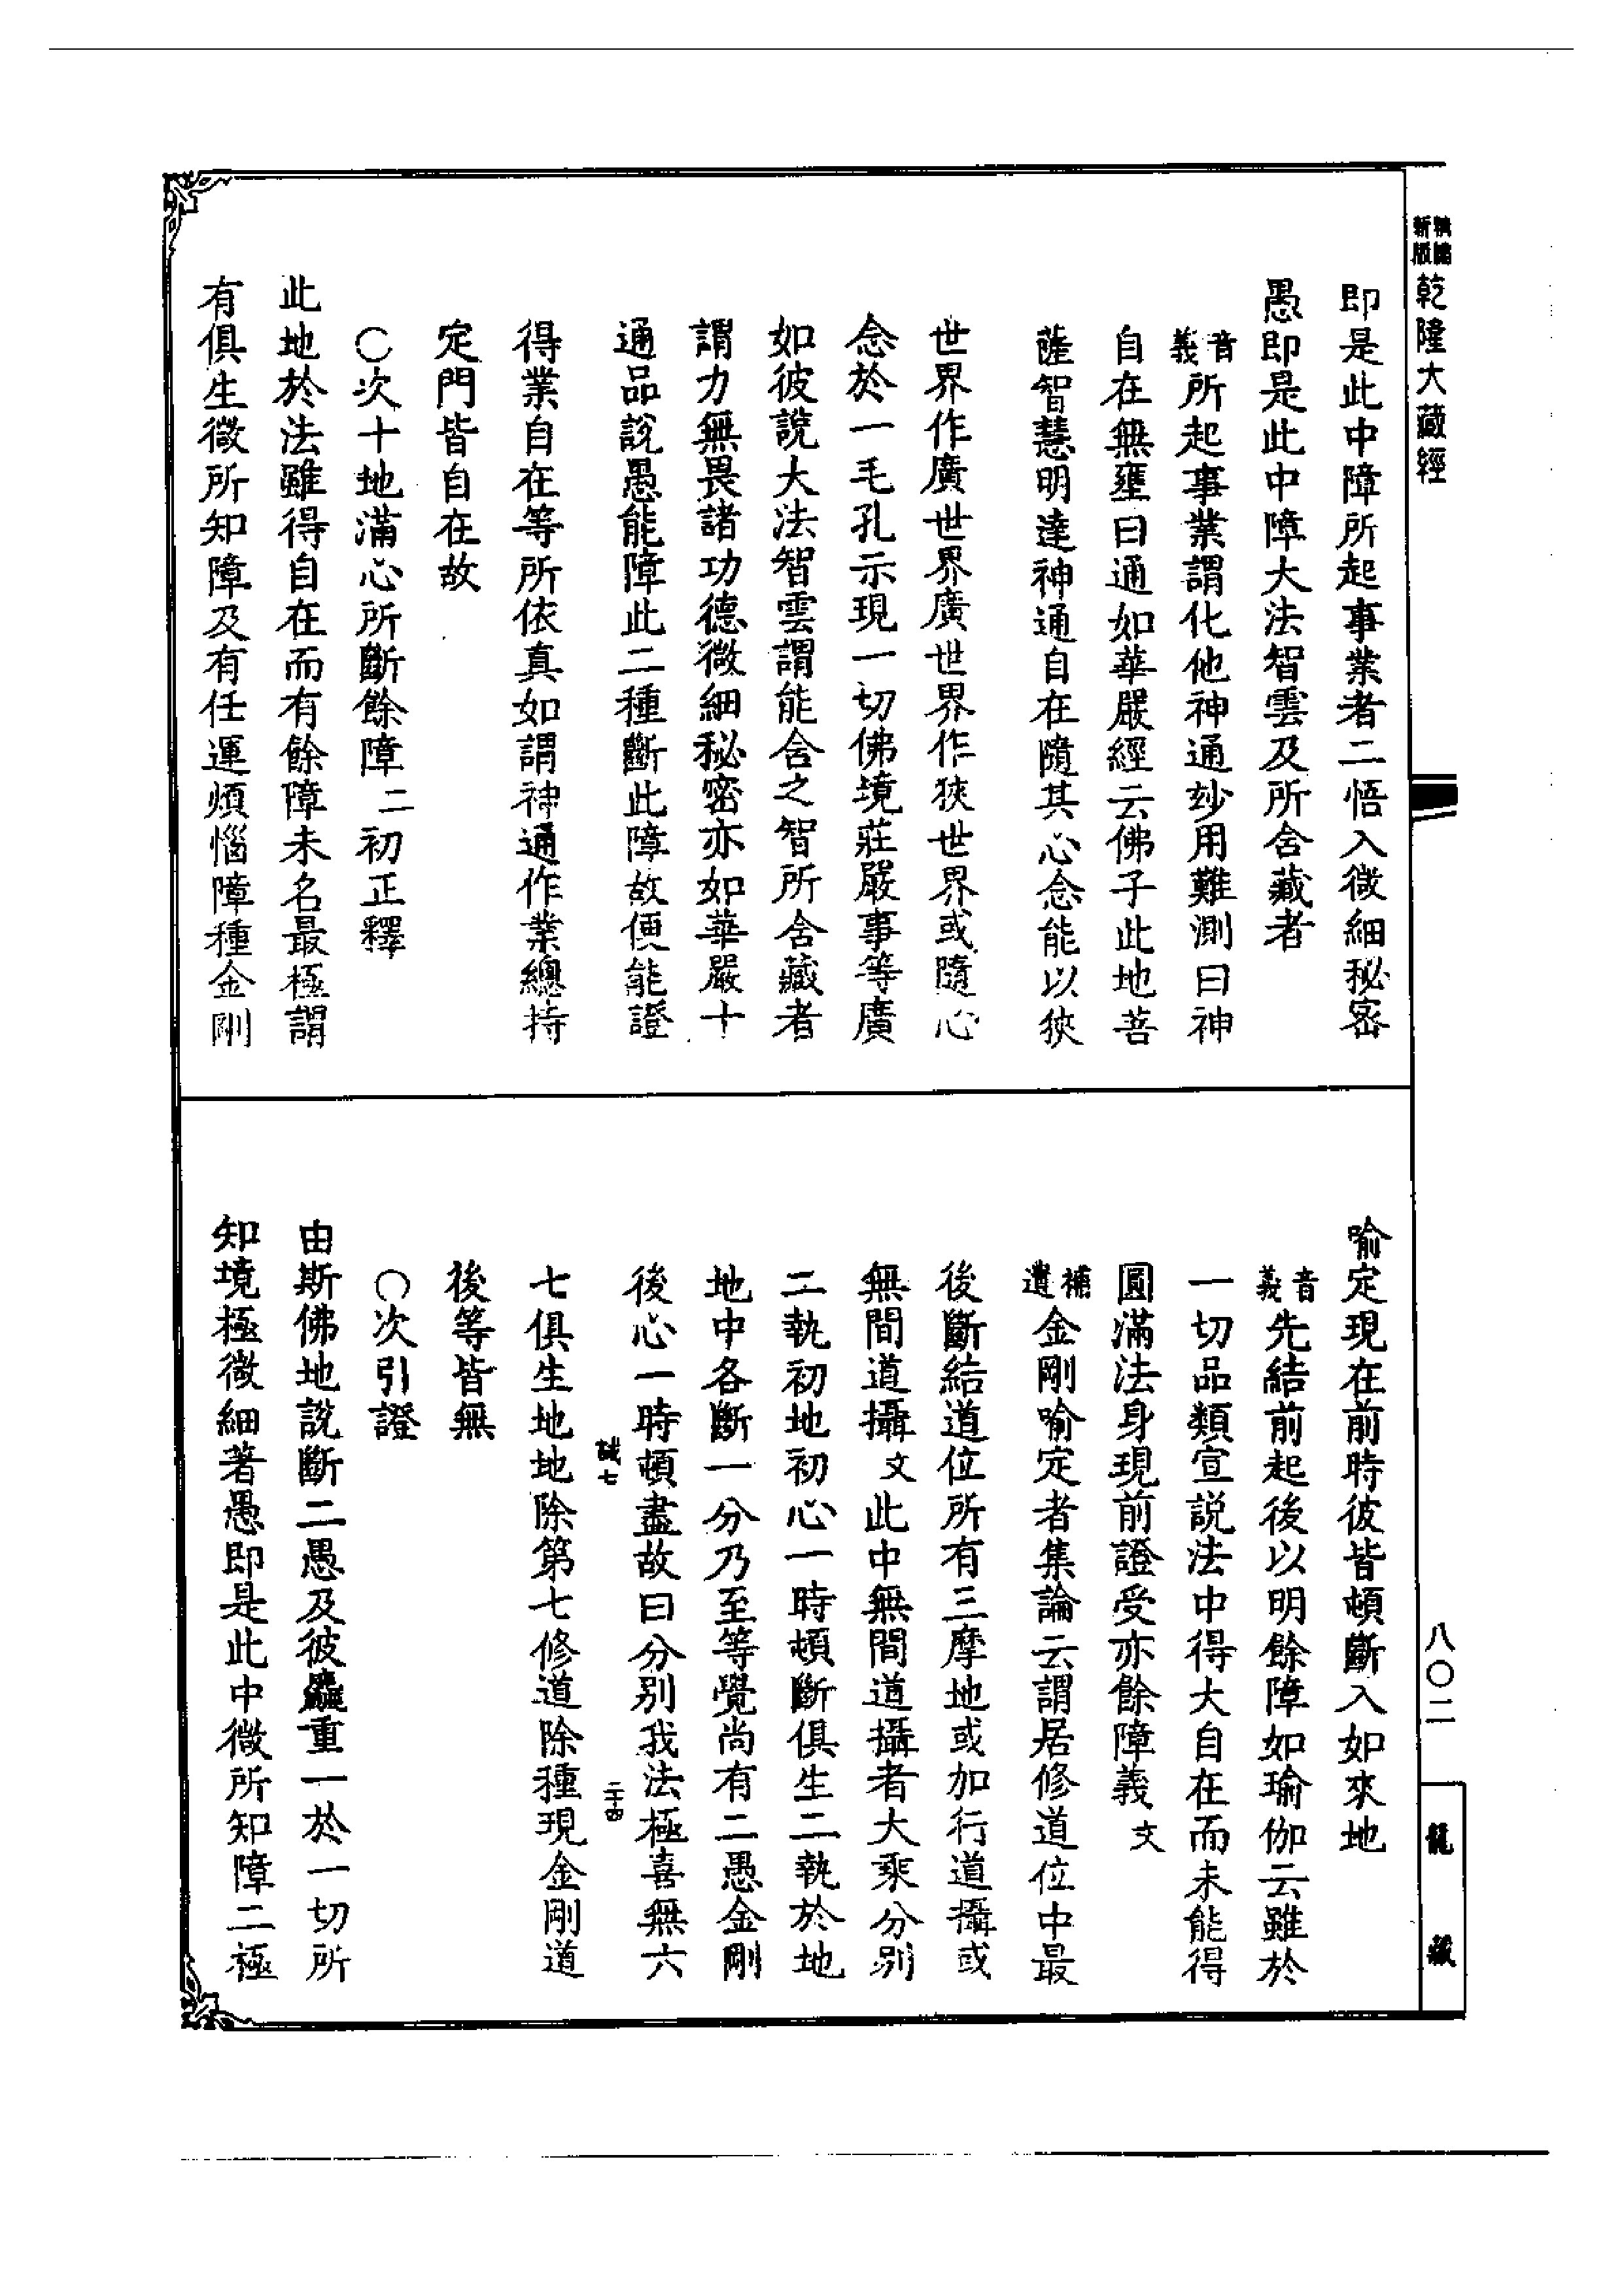 精編
新版
乾隆大藏經
即是此中障所起事業者二悟入微細秘密
愚即是此中障大法智雲及所含藏者
音義所起事業謂化他神通妙用難測曰神
自在無壅曰通如華嚴經云佛子此地菩
薩智慧明達神通自在隨其心念能以狹
世界作廣世界廣世界作狹世界或隨心
念於一毛孔示現一切佛境莊嚴事等廣
如彼說大法智雲謂能含之智所含藏者
謂力無畏諸功德微細秘密亦如華嚴十
通品說愚能障此二種斷此障故便能證
得業自在等所依真如謂神通作業總持
定門皆自在故
〇次十地滿心所斷餘障二初正釋
此地於法雖得自在而有餘障未名最極謂
有俱生微所知障及有任運煩惱障種金剛
喻定現在前時彼皆頓斷入如來地
音義先結前起後以明餘障如瑜伽云雖於
一切品類宣說法中得大自在而未能得
圓滿法身現前證受亦餘障義文
補遺金剛喻定者集論云謂居修道位中最
後斷結道位所有三摩地或加行道攝或
無間道攝文此中無間道攝者大乘分別
二執初地初心一時頓斷俱生二執於地
地中各斷一分乃至等覺尚有二愚金剛
後心一時頓盡故曰分別我法極喜無六
誠七
二十四
七俱生地地除第七修道除種現金剛道
後等皆無
〇次引證
由斯佛地說斷二愚及彼麤重一於一切所
知境極微細著愚即是此中微所知障二極
八〇二
龍藏